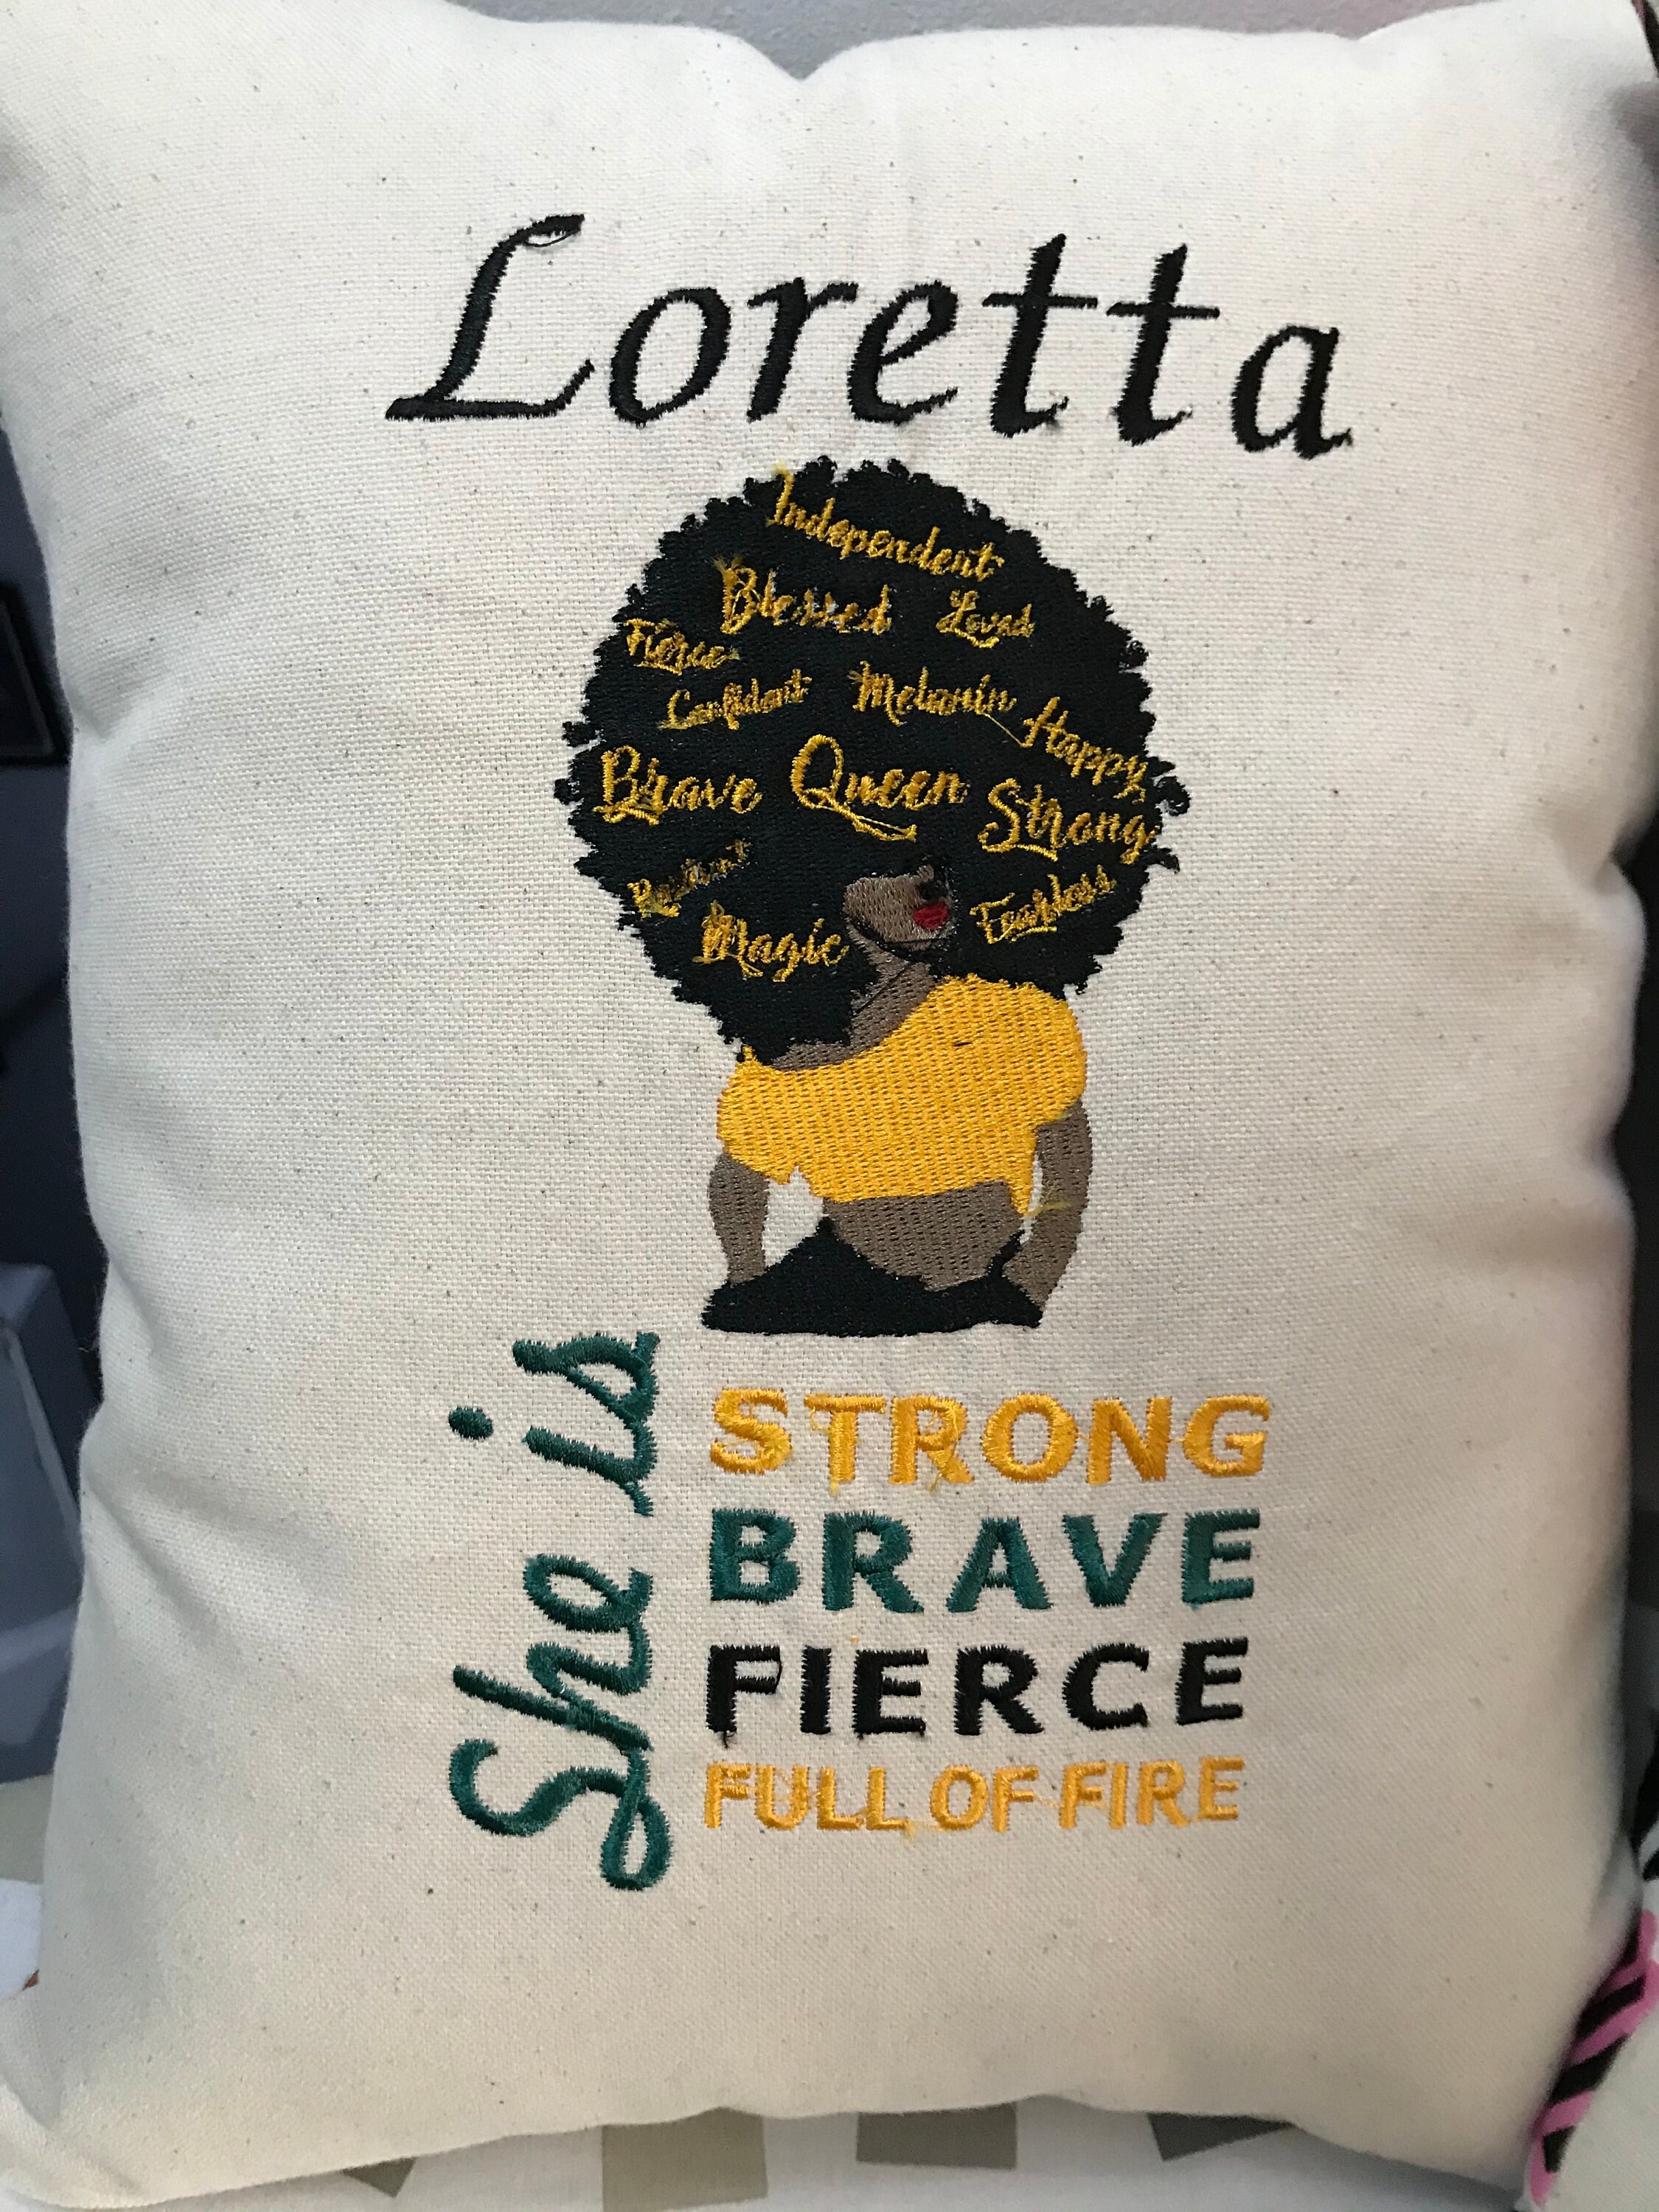 Loretta
Independent
Blessed Loved
Fierce
Confident Melanin Happy
Brave Queen Strong
Fearless
Magic
She is
STRONG
BRAVE
FIERCE
FULL OF FIRE